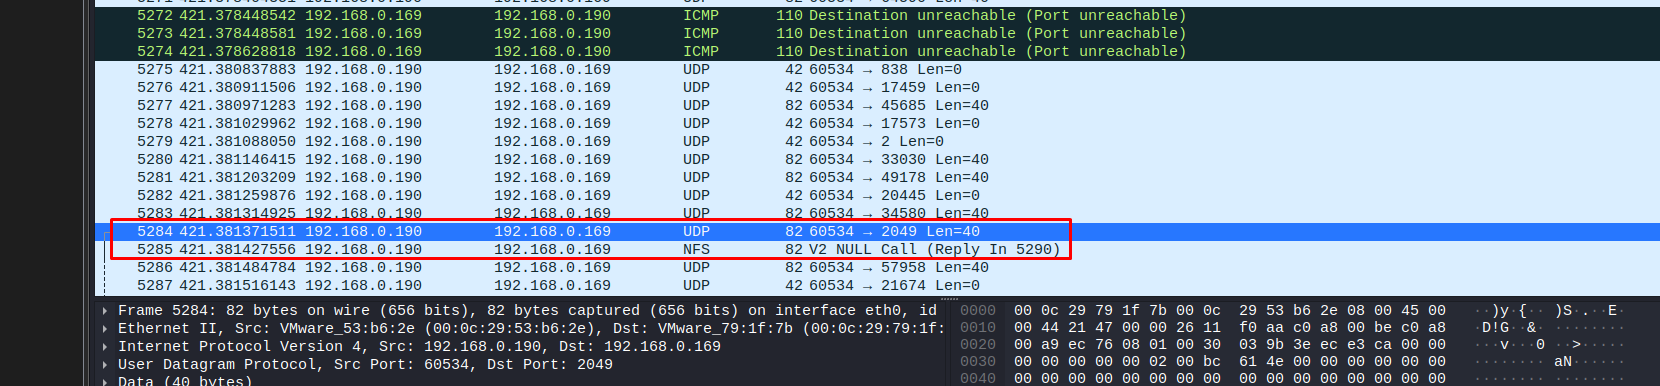 5272 421.378448542 192.168.0.169 192.168.0.190 ICMP 110 Destination unreachable (Port unreachable)
5273 421.378448581 192.168.0.169 192.168.0.190 ICMP 110 Destination unreachable (Port unreachable)
5274 421.378628818 192.168.0.169 192.168.0.190 ICMP 110 Destination unreachable (Port unreachable)
5275 421.380837883 192.168.0.190 192.168.0.169 UDP 42 60534 → 838 Len=0
5276 421.380911506 192.168.0.190 192.168.0.169 UDP 42 60534 → 17459 Len=0
5277 421.380971283 192.168.0.190 192.168.0.169 UDP 82 60534 → 45685 Len=40
5278 421.381029962 192.168.0.190 192.168.0.169 UDP 42 60534 → 17573 Len=0
5279 421.381088050 192.168.0.190 192.168.0.169 UDP 42 60534 → 2 Len=0
5280 421.381146415 192.168.0.190 192.168.0.169 UDP 82 60534 → 33030 Len=40
5281 421.381203209 192.168.0.190 192.168.0.169 UDP 82 60534 → 49178 Len=40
5282 421.381259876 192.168.0.190 192.168.0.169 UDP 42 60534 → 20445 Len=0
5283 421.381314925 192.168.0.190 192.168.0.169 UDP 82 60534 → 34580 Len=40
5284 421.381371511 192.168.0.190 192.168.0.169 UDP 82 60534 → 2049 Len=40
5285 421.381427556 192.168.0.190 192.168.0.169 NFS 82 V2 NULL Call (Reply In 5290)
5286 421.381484784 192.168.0.190 192.168.0.169 UDP 82 60534 → 57958 Len=40
5287 421.381516143 192.168.0.190 192.168.0.169 UDP 42 60534 → 21674 Len=0
Frame 5284: 82 bytes on wire (656 bits), 82 bytes captured (656 bits) on interface eth0, id
Ethernet II, Src: VMware_53:b6:2e (00:0c:29:53:b6:2e), Dst: VMware_79:1f:7b (00:0c:29:79:1f:
Internet Protocol Version 4, Src: 192.168.0.190, Dst: 192.168.0.169
User Datagram Protocol, Src Port: 60534, Dst Port: 2049
Data (40 bytes)
0000 00 0c 29 79 1f 7b 00 0c 29 53 b6 2e 08 00 45 00 ··)y·{·· )S·.··E·
0010 00 44 21 47 00 00 26 11 f0 aa c0 a8 00 be c0 a8 ·D!G··&· ········
0020 00 a9 ec 76 08 01 00 30 03 9b 3e ec e3 ca 00 00 ···v···0 ··>·····
0030 00 00 00 00 00 02 00 bc 61 4e 00 00 00 00 00 00 ········ aN······
0040 00 00 00 00 00 00 00 00 00 00 00 00 00 00 00 00